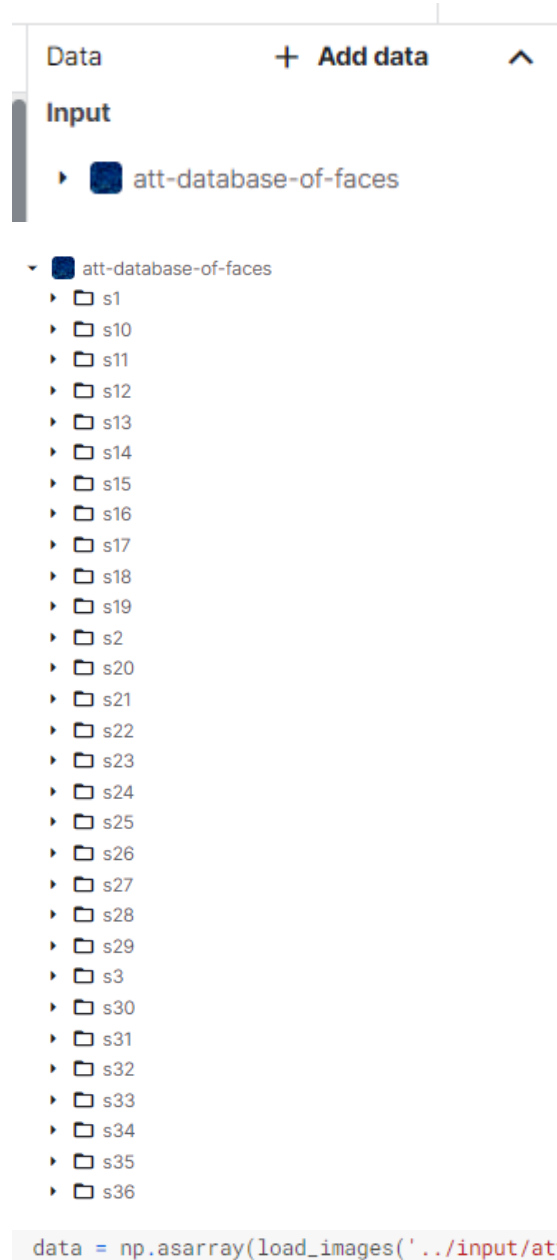 Data + Add data
Input
att-database-of-faces
att-database-of-faces
s1
s10
s11
s12
s13
s14
s15
s16
s17
s18
s19
s2
s20
s21
s22
s23
s24
s25
s26
s27
s28
s29
s3
s30
s31
s32
s33
s34
s35
s36
data = np.asarray(load_images('../input/at